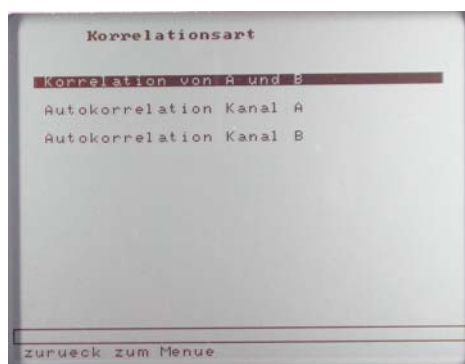 Korrelationsart
Korrelation von A und B
Autokorrelation Kanal A
Autokorrelation Kanal B
zurueck zum Menue